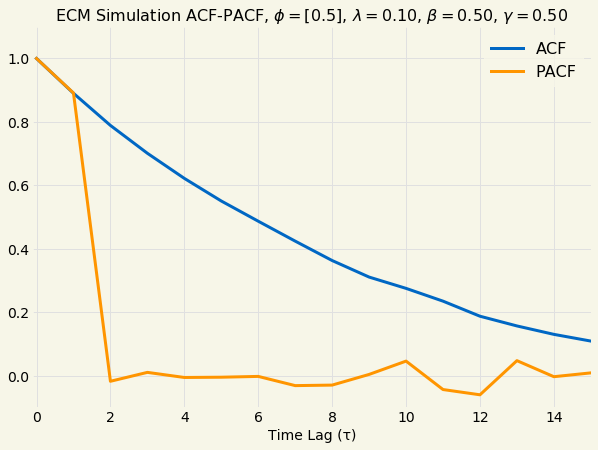 ECM Simulation ACF-PACF, ϕ = [0.5], λ = 0.10, β = 0.50, γ = 0.50
ACF
PACF
1.0
0.8
0.6
0.4
0.2
0.0
0 2 4 6 8 10 12 14
Time Lag (τ)